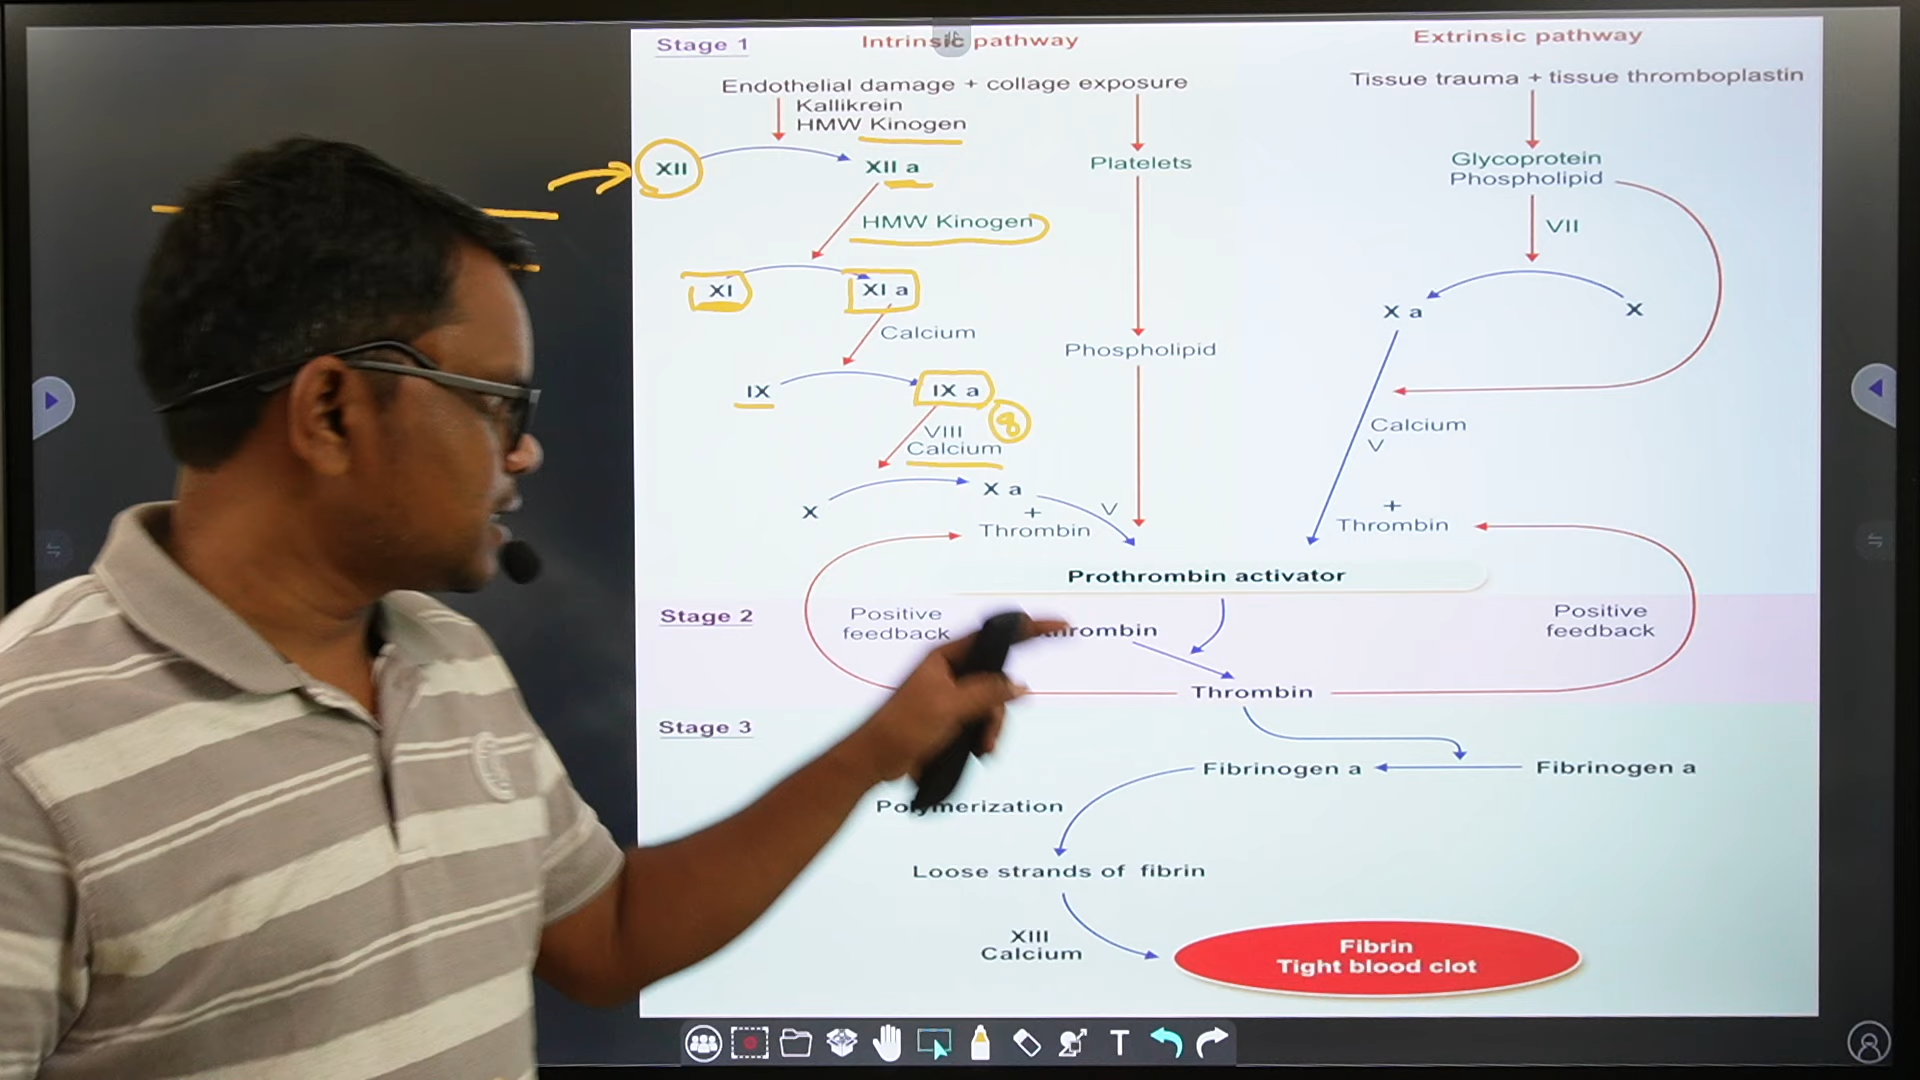 Stage 1
Intrinsic pathway
Extrinsic pathway
Endothelial damage + collage exposure
Tissue trauma + tissue thromboplastin
Kallikrein
HMW Kinogen
XII
XII a
Platelets
Glycoprotein
Phospholipid
HMW Kinogen
VII
XI
XI a
X a
X
Calcium
Phospholipid
IX
IX a
8
VIII
Calcium
Calcium
V
X
X a
V
+
Thrombin
+
Thrombin
Prothrombin activator
Stage 2
Positive
feedback
Positive
feedback
Thrombin
Stage 3
Fibrinogen a
Fibrinogen a
Polymerization
Loose strands of fibrin
XIII
Calcium
Fibrin
Tight blood clot
T